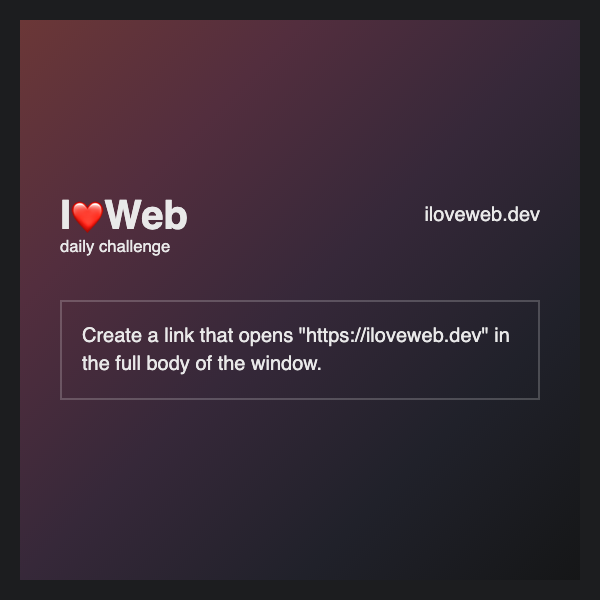 I❤️Web
iloveweb.dev
daily challenge
Create a link that opens "https://iloveweb.dev" in
the full body of the window.